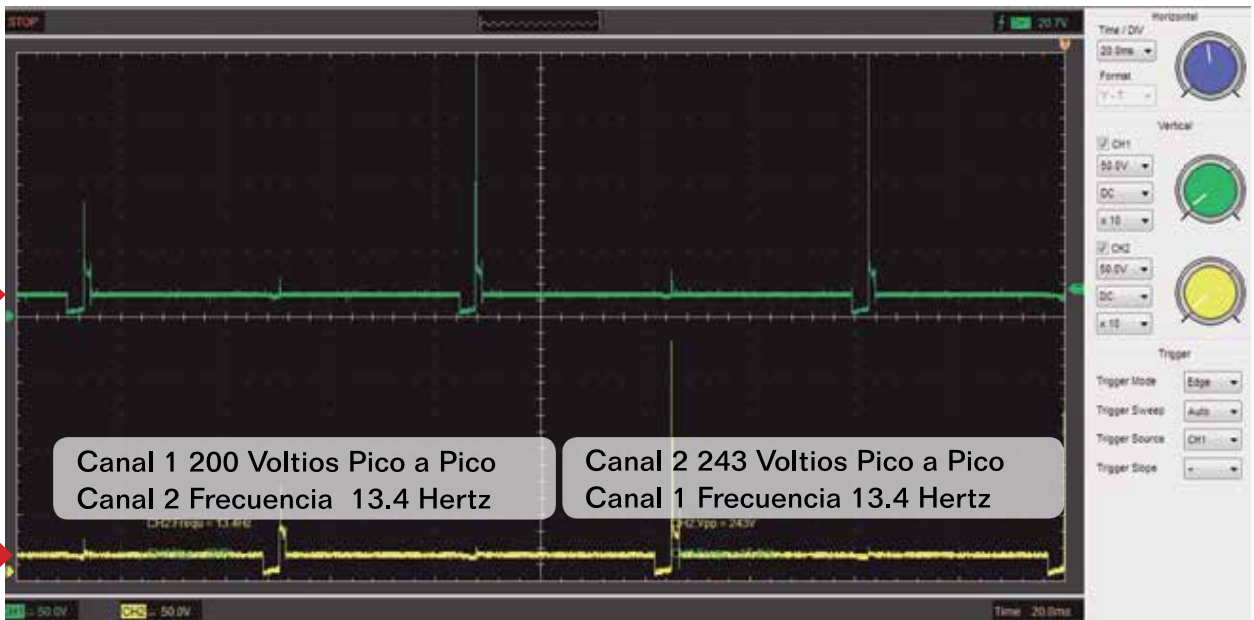 STOP
20.7V
Horizontal
Time / DIV
20.0ms
Format
Y - T
Vertical
CH1
50.0V
DC
x 10
CH2
50.0V
DC
x 10
Trigger
Trigger Mode
Edge
Trigger Sweep
Auto
Trigger Source
CH1
Trigger Slope
Canal 1 200 Voltios Pico a Pico
Canal 2 Frecuencia 13.4 Hertz
Canal 2 243 Voltios Pico a Pico
Canal 1 Frecuencia 13.4 Hertz
CH2:Frequ = 13.4Hz
CH2:Vpp = 243V
CH1 50.0V
CH2 50.0V
Time 20.0ms